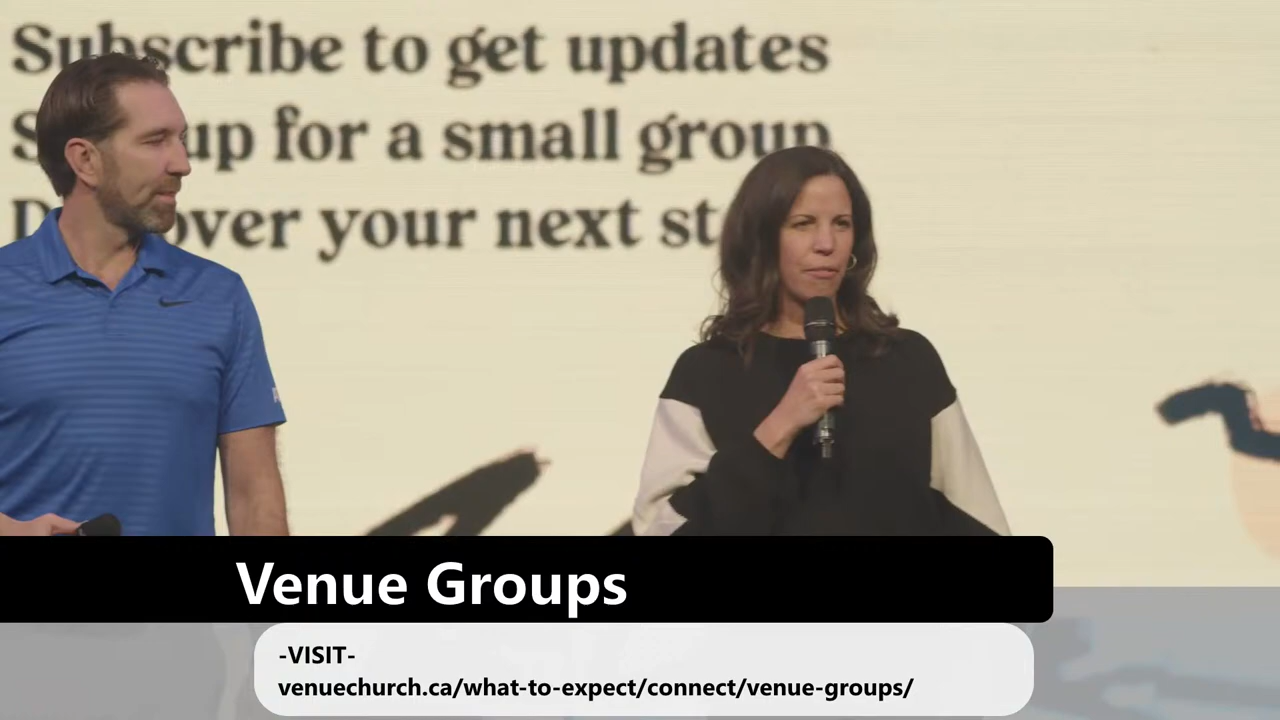 Subscribe to get updates
up for a small group
your next
Venue Groups
-VISIT-
venuechurch.ca/what-to-expect/connect/venue-groups/